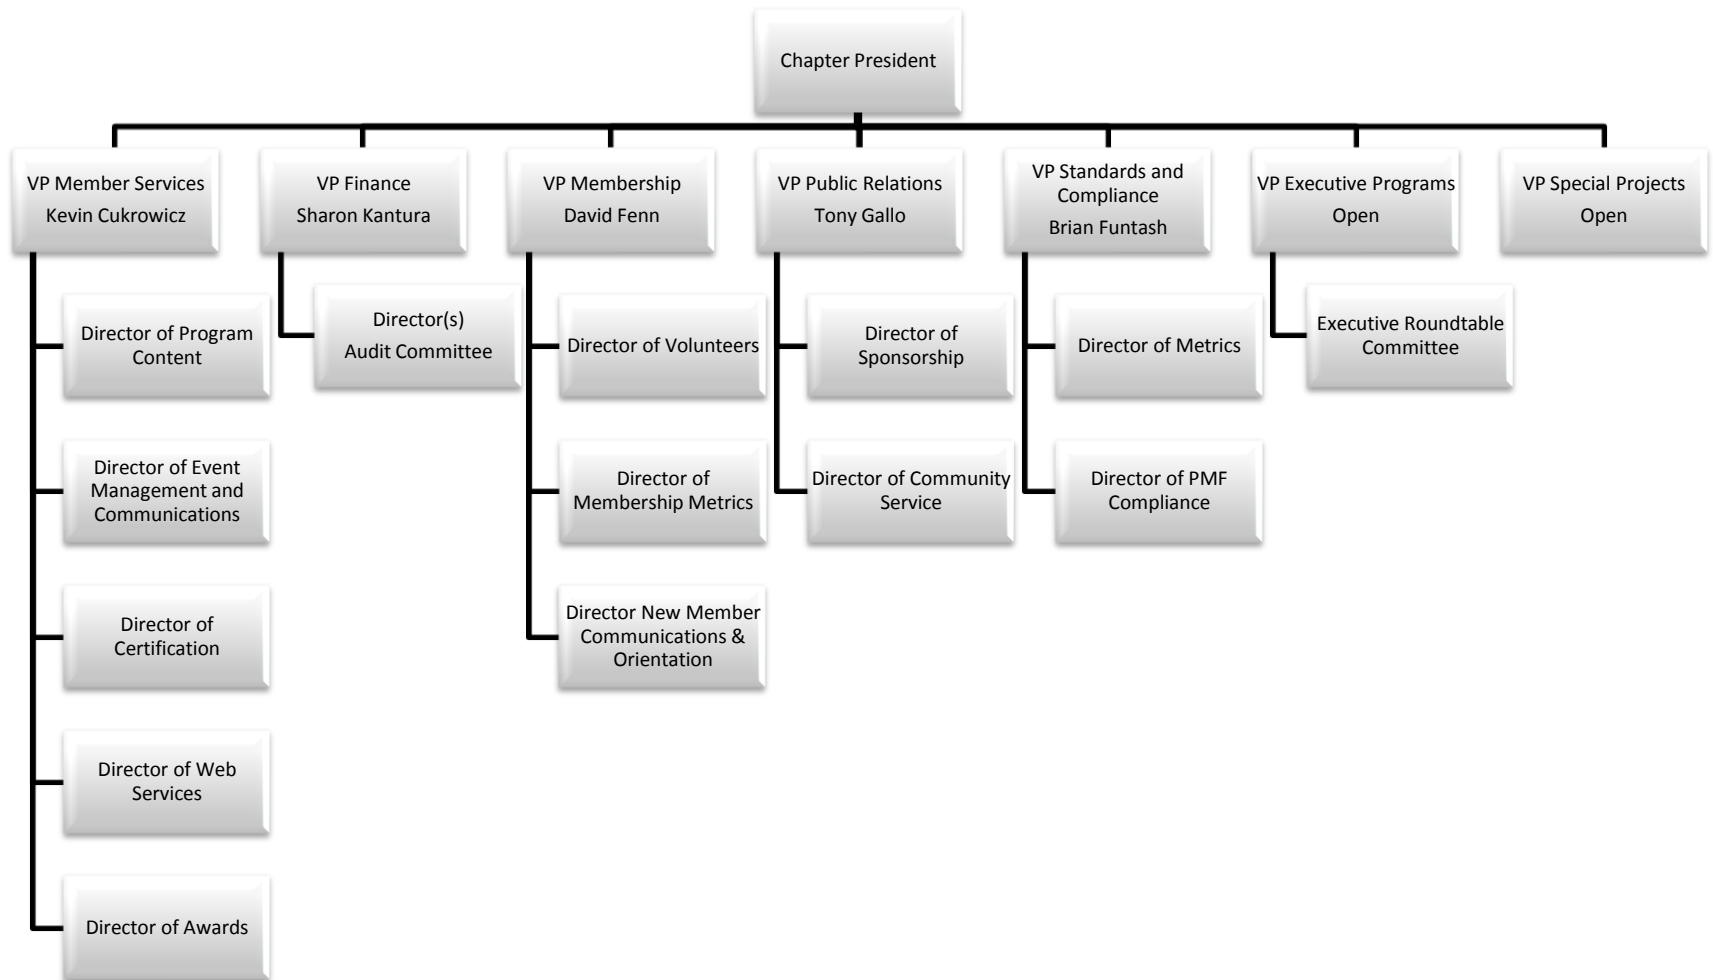 Chapter President
VP Member Services
Kevin Cukrowicz
VP Finance
Sharon Kantura
VP Membership
David Fenn
VP Public Relations
Tony Gallo
VP Standards and
Compliance
Brian Funtash
VP Executive Programs
Open
VP Special Projects
Open
Director of Program
Content
Director of Event
Management and
Communications
Director of
Certification
Director of Web
Services
Director of Awards
Director(s)
Audit Committee
Director of Volunteers
Director of
Membership Metrics
Director New Member
Communications &
Orientation
Director of
Sponsorship
Director of Community
Service
Director of Metrics
Director of PMF
Compliance
Executive Roundtable
Committee